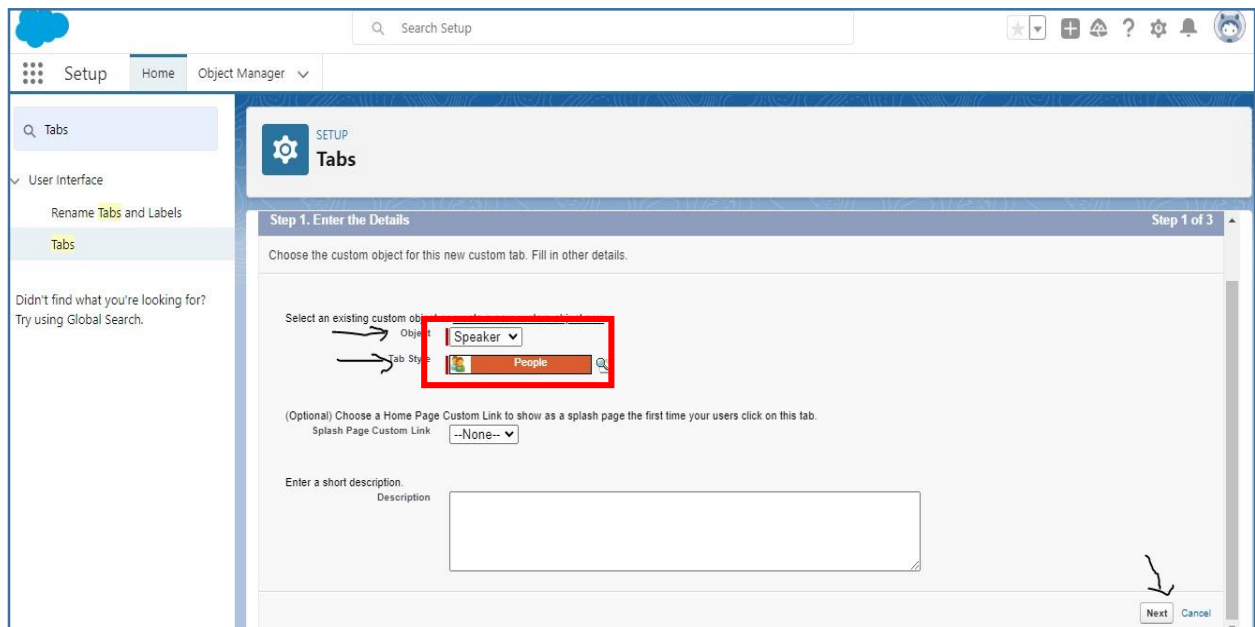 Search Setup
Setup
Home
Object Manager
Tabs
User Interface
Rename Tabs and Labels
Tabs
Didn't find what you're looking for?
Try using Global Search.
SETUP
Tabs
Step 1. Enter the Details
Step 1 of 3
Choose the custom object for this new custom tab. Fill in other details.
Select an existing custom object
Object
Speaker
Tab Style
People
(Optional) Choose a Home Page Custom Link to show as a splash page the first time your users click on this tab.
Splash Page Custom Link
--None--
Enter a short description.
Description
Next
Cancel